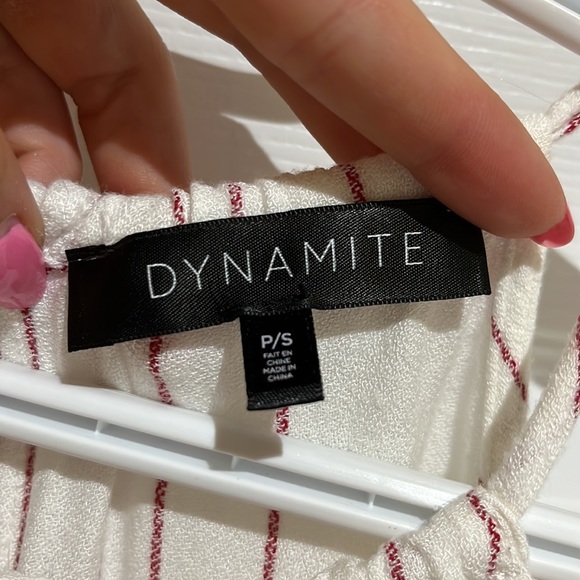 DYNAMITE
P/S
FAIT EN
CHINE
MADE IN
CHINA